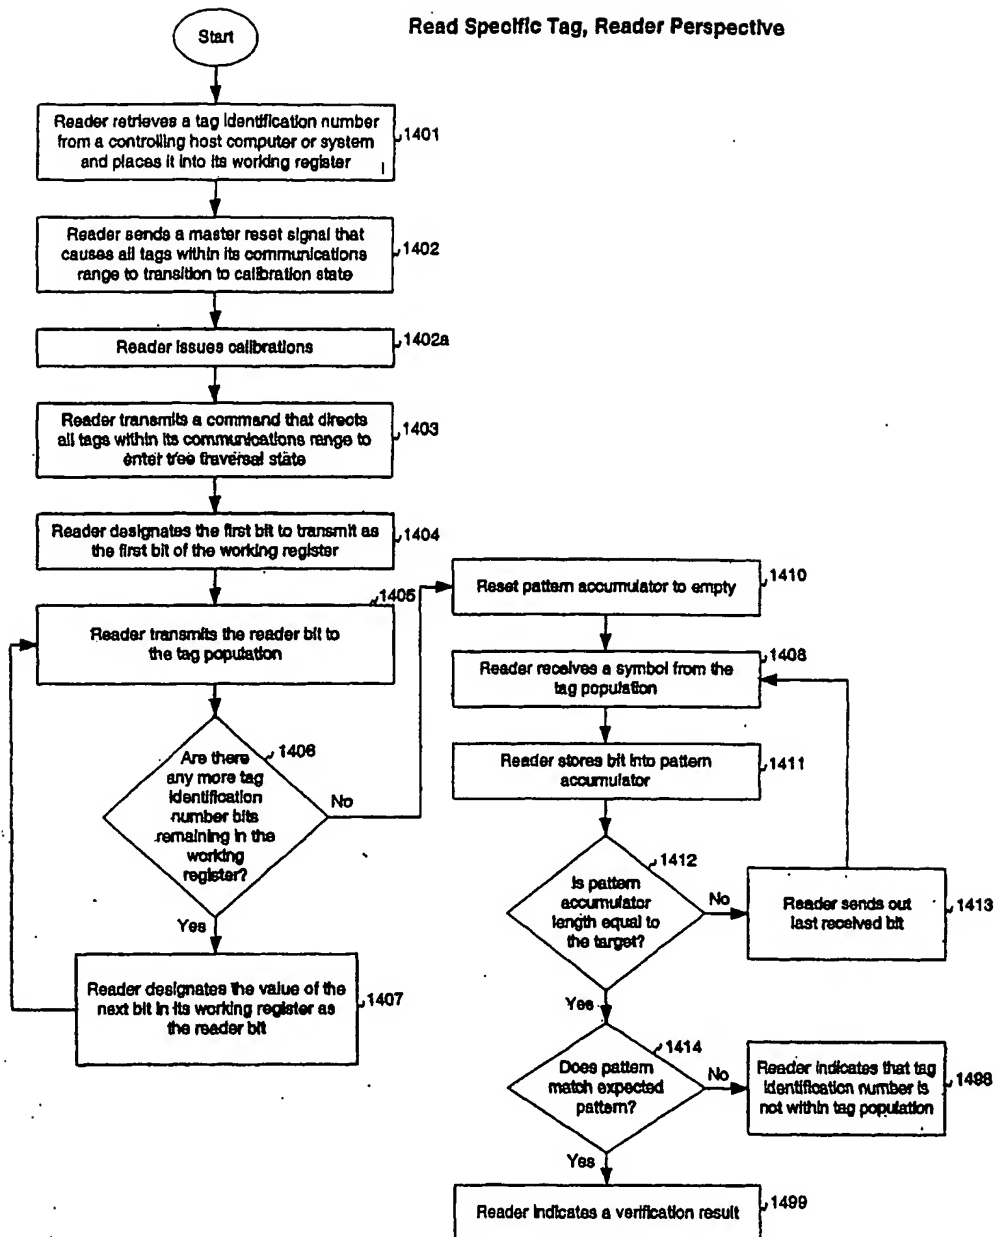 Read Specific Tag, Reader Perspective
Start
Reader retrieves a tag identification number
from a controlling host computer or system
and places it into its working register
1401
Reader sends a master reset signal that
causes all tags within its communications
range to transition to calibration state
1402
Reader issues calibrations
1402a
Reader transmits a command that directs
all tags within its communications range to
enter tree traversal state
1403
Reader designates the first bit to transmit as
the first bit of the working register
1404
Reader transmits the reader bit to
the tag population
1405
Are there
any more tag
identification
number bits
remaining in the
working
register?
1406
No
Yes
Reader designates the value of the
next bit in its working register as
the reader bit
1407
Reset pattern accumulator to empty
1410
Reader receives a symbol from the
tag population
1408
Reader stores bit into pattern
accumulator
1411
Is pattern
accumulator
length equal to
the target?
1412
No
Reader sends out
last received bit
1413
Yes
Does pattern
match expected
pattern?
1414
No
Reader indicates that tag
identification number is
not within tag population
1498
Yes
Reader indicates a verification result
1499